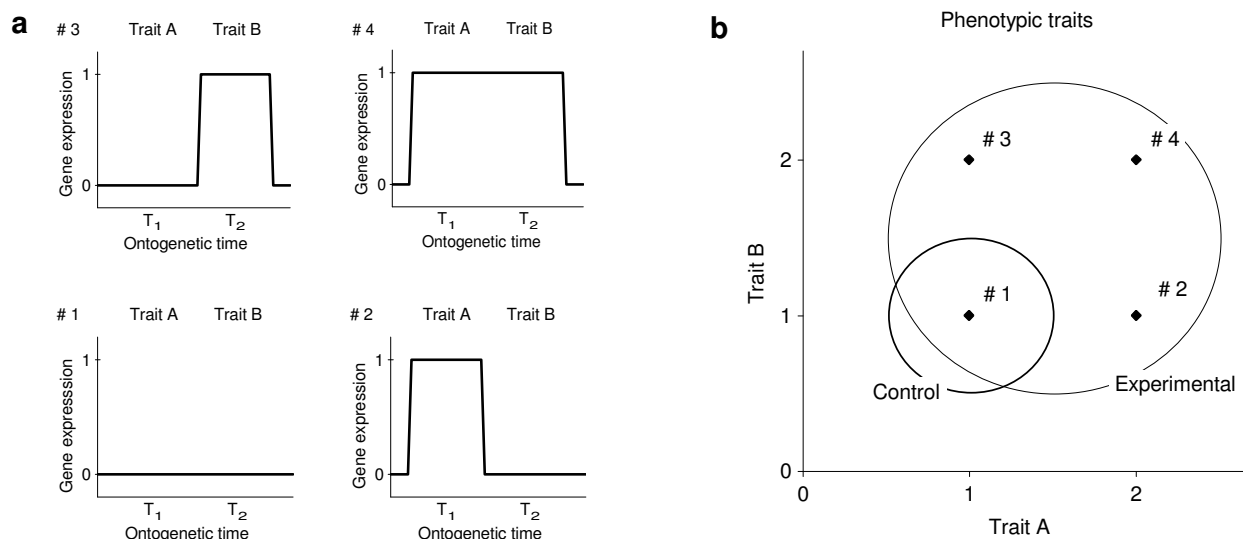 a
# 3 Trait A Trait B
Gene expression
1
0
T1 T2
Ontogenetic time
# 4 Trait A Trait B
Gene expression
1
0
T1 T2
Ontogenetic time
# 1 Trait A Trait B
Gene expresssion
1
0
T1 T2
Ontogenetic time
# 2 Trait A Trait B
Gene expression
1
0
T1 T2
Ontogenetic time
b
Phenotypic traits
Trait B
2
1
0
# 3
# 4
# 1
# 2
Control
Experimental
0 1 2
Trait A